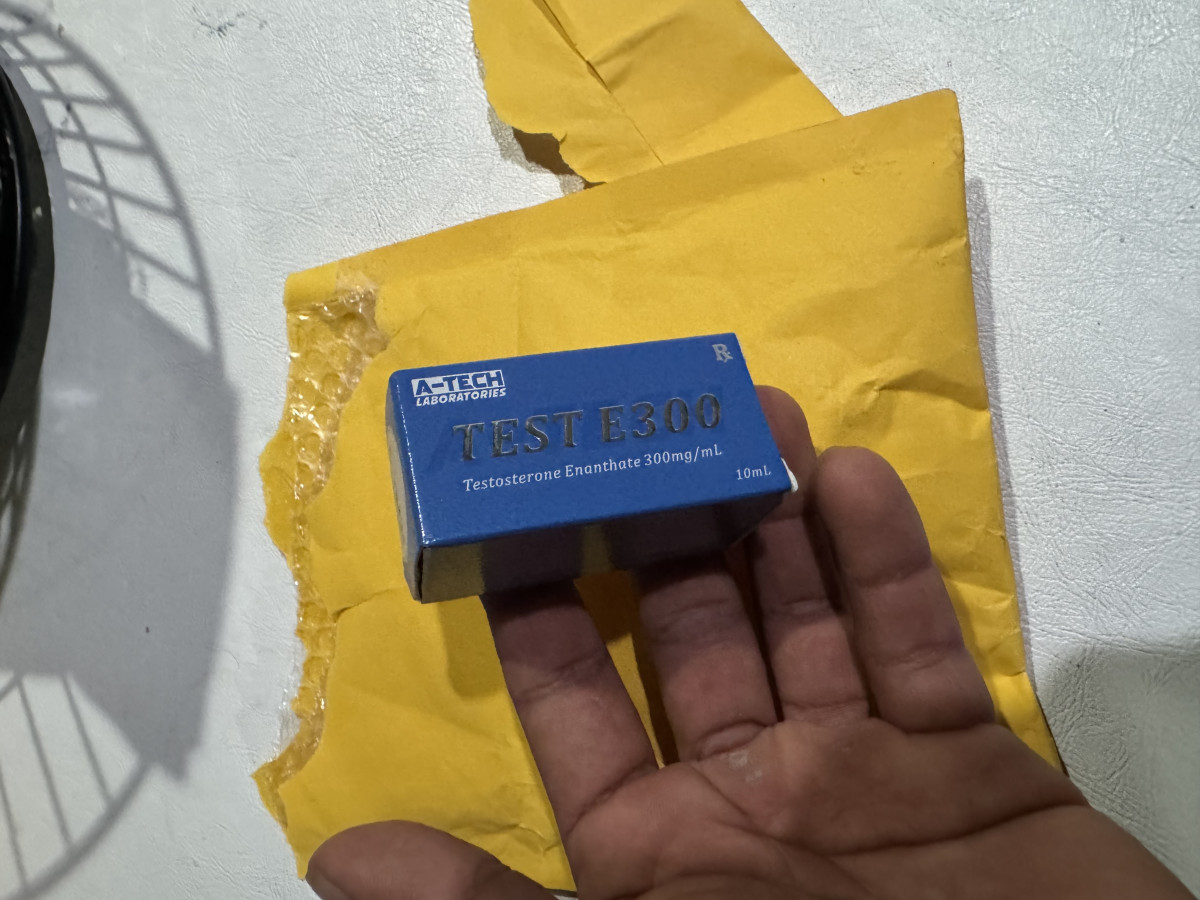 A-TECH
LABORATORIES
℞
TEST E300
Testosterone Enanthate 300mg/mL
10mL